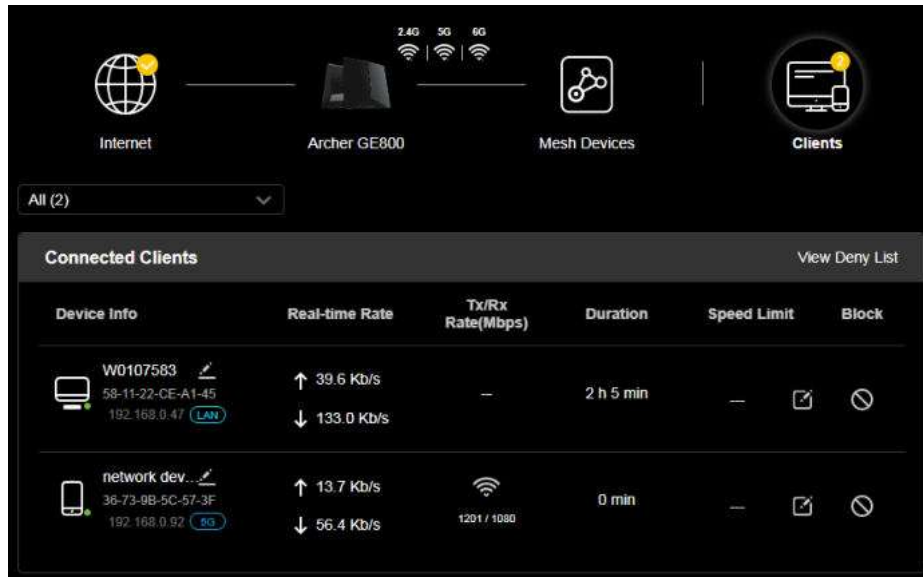 2.4G 5G 6G
2
Internet Archer GE800 Mesh Devices Clients
All (2)
Connected Clients View Deny List
Device Info Real-time Rate Tx/Rx Rate(Mbps) Duration Speed Limit Block
W0107583
58-11-22-CE-A1-45
192.168.0.47 LAN
39.6 Kb/s
133.0 Kb/s
---
2 h 5 min
---
network dev...
36-73-9B-5C-57-3F
192.168.0.92 5G
13.7 Kb/s
56.4 Kb/s
1201 / 1080
0 min
---